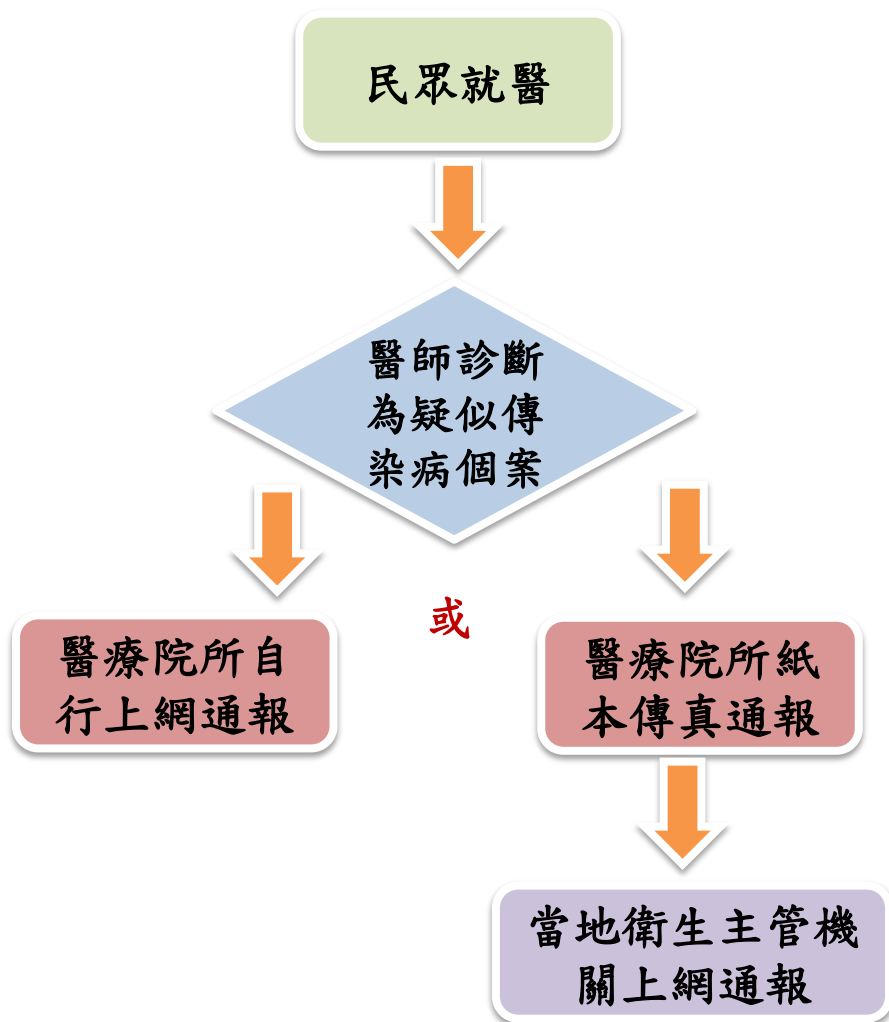 民眾就醫
醫師診斷
為疑似傳
染病個案
或
醫療院所自
行上網通報
醫療院所紙
本傳真通報
當地衛生主管機
關上網通報